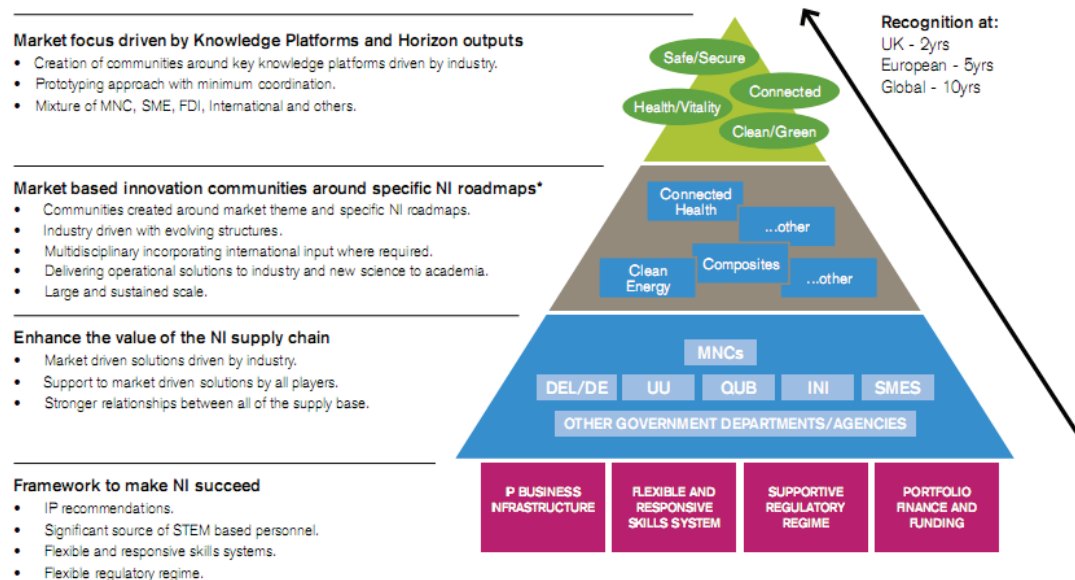 Market focus driven by Knowledge Platforms and Horizon outputs
• Creation of communities around key knowledge platforms driven by industry.
• Prototyping approach with minimum coordination.
• Mixture of MNC, SME, FDI, International and others.
Safe/Secure
Connected
Health/Vitality
Clean/Green
Recognition at:
UK - 2yrs
European - 5yrs
Global - 10yrs
Market based innovation communities around specific NI roadmaps*
• Communities created around market theme and specific NI roadmaps.
• Industry driven with evolving structures.
• Multidisciplinary incorporating international input where required.
• Delivering operational solutions to industry and new science to academia.
• Large and sustained scale.
Connected
Health
...other
Composites
Clean
Energy
...other
Enhance the value of the NI supply chain
• Market driven solutions driven by industry.
• Support to market driven solutions by all players.
• Stronger relationships between all of the supply base.
MNCs
DEL/DE UU QUB INI SMES
OTHER GOVERNMENT DEPARTMENTS/AGENCIES
Framework to make NI succeed
• IP recommendations.
• Significant source of STEM based personnel.
• Flexible and responsive skills systems.
• Flexible regulatory regime.
IP BUSINESS
INFRASTRUCTURE
FLEXIBLE AND
RESPONSIVE
SKILLS SYSTEM
SUPPORTIVE
REGULATORY
REGIME
PORTFOLIO
FINANCE AND
FUNDING